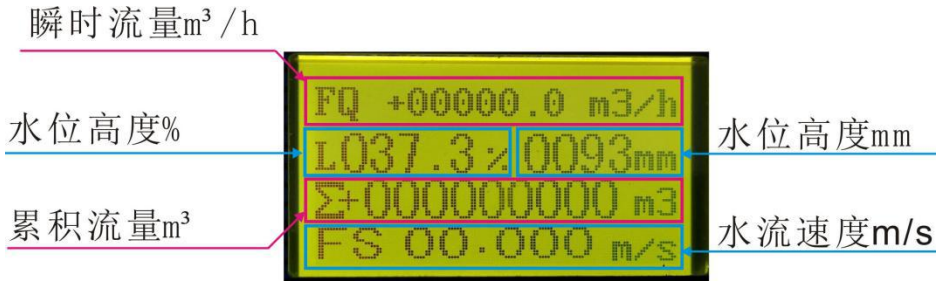 瞬时流量m³/h
FQ +00000.0 m3/h
水位高度%
L037.3% 0093mm
水位高度mm
Σ+000000000 m3
累积流量m³
FS 00.000 m/s
水流速度m/s